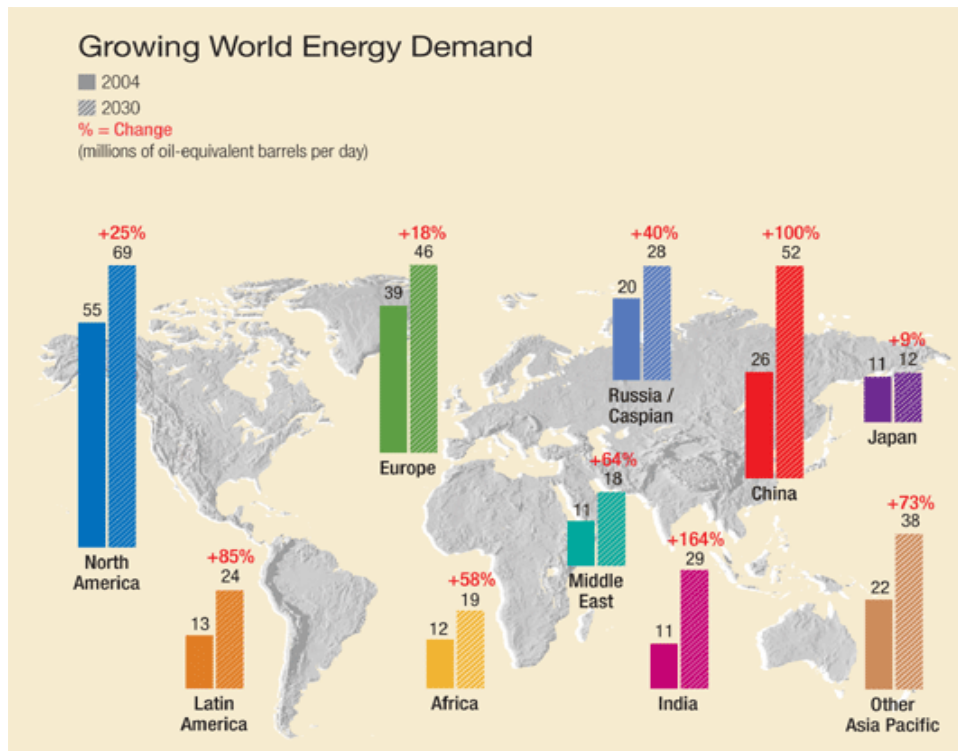 Growing World Energy Demand
2004
2030
% = Change
(millions of oil-equivalent barrels per day)
+25%
69
55
North
America
+18%
46
39
Europe
+40%
28
20
Russia /
Caspian
+100%
52
26
China
+9%
11 12
Japan
+64%
18
11
Middle
East
+85%
24
13
Latin
America
+58%
19
12
Africa
+164%
29
11
India
+73%
38
22
Other
Asia Pacific